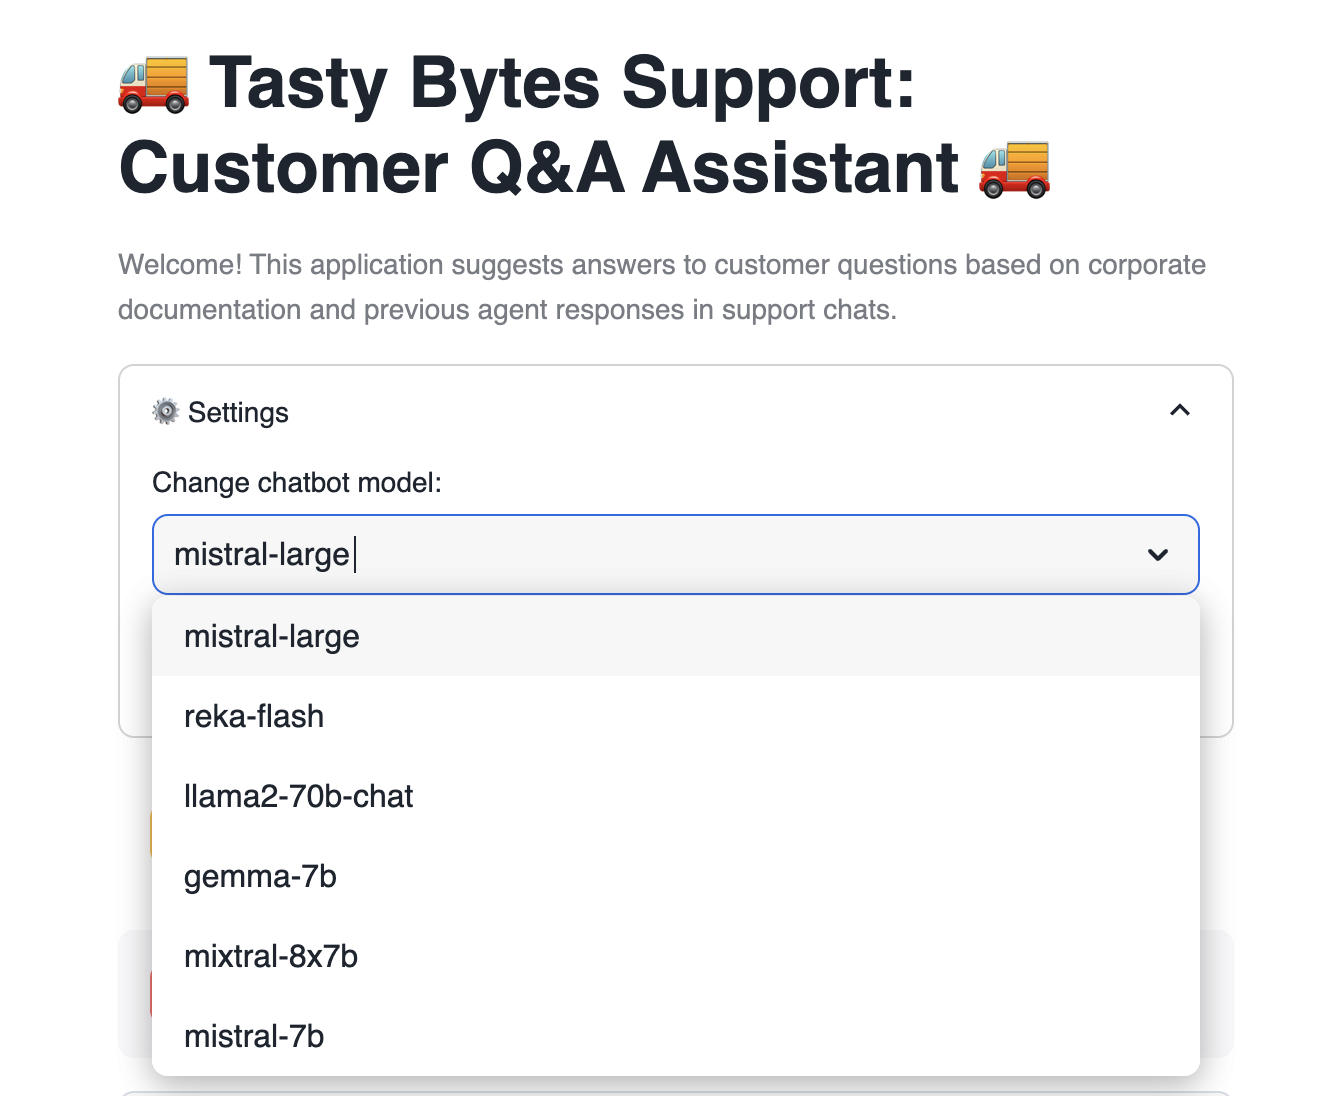 🚚 Tasty Bytes Support:
Customer Q&A Assistant 🚚
Welcome! This application suggests answers to customer questions based on corporate
documentation and previous agent responses in support chats.
⚙️ Settings
Change chatbot model:
mistral-large
mistral-large
reka-flash
llama2-70b-chat
gemma-7b
mixtral-8x7b
mistral-7b